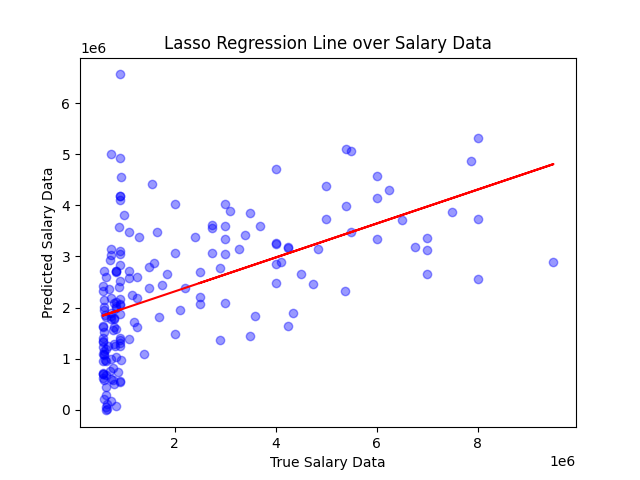 Lasso Regression Line over Salary Data
1e6
6
5
4
3
2
1
0
Predicted Salary Data
2 4 6 8
True Salary Data
1e6